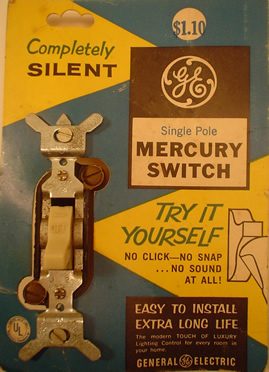 $1.10
Completely
SILENT
GE
Single Pole
MERCURY
SWITCH
TRY IT
YOURSELF
NO CLICK—NO SNAP
...NO SOUND
AT ALL!
EASY TO INSTALL
EXTRA LONG LIFE
The modern TOUCH OF LUXURY
Lighting Control for every room in
your home.
GENERAL GE ELECTRIC
UL